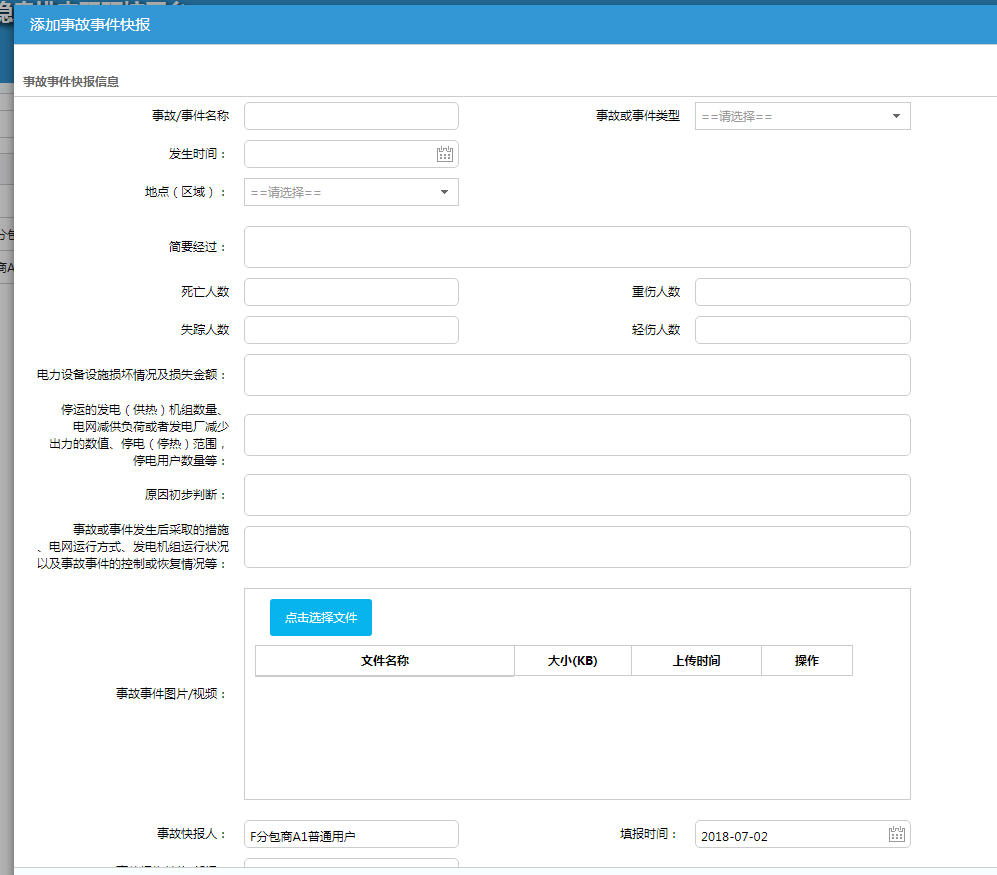 添加事故事件快报
事故事件快报信息
事故/事件名称
事故或事件类型
==请选择==
发生时间：
地点（区域）：
==请选择==
简要经过：
死亡人数
重伤人数
失踪人数
轻伤人数
电力设备设施损坏情况及损失金额：
停运的发电（供热）机组数量、
电网减供负荷或者发电厂减少
出力的数值、停电（停热）范围，
停电用户数量等：
原因初步判断：
事故或事件发生后采取的措施
、电网运行方式、发电机组运行状况
以及事故事件的控制或恢复情况等：
点击选择文件
文件名称
大小(KB)
上传时间
操作
事故事件图片/视频：
事故快报人：
F分包商A1普通用户
填报时间：
2018-07-02